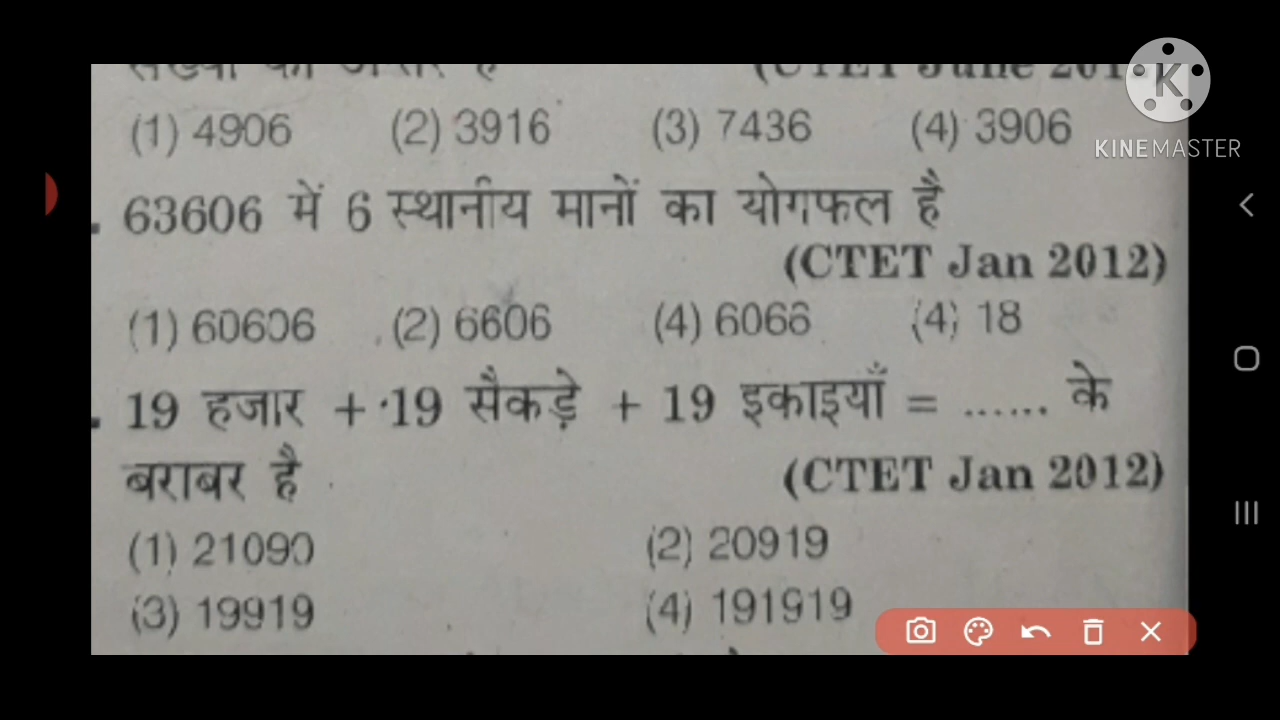 (1) 4906 (2) 3916 (3) 7436 (4) 3906
KINEMASTER
63606 में 6 स्थानीय मानों का योगफल है
(CTET Jan 2012)
(1) 60606 (2) 6606 (4) 6066 (4) 18
19 हजार + 19 सैकड़े + 19 इकाइयाँ = ...... के
बराबर है
(CTET Jan 2012)
(1) 21090 (2) 20919
(3) 19919 (4) 191919